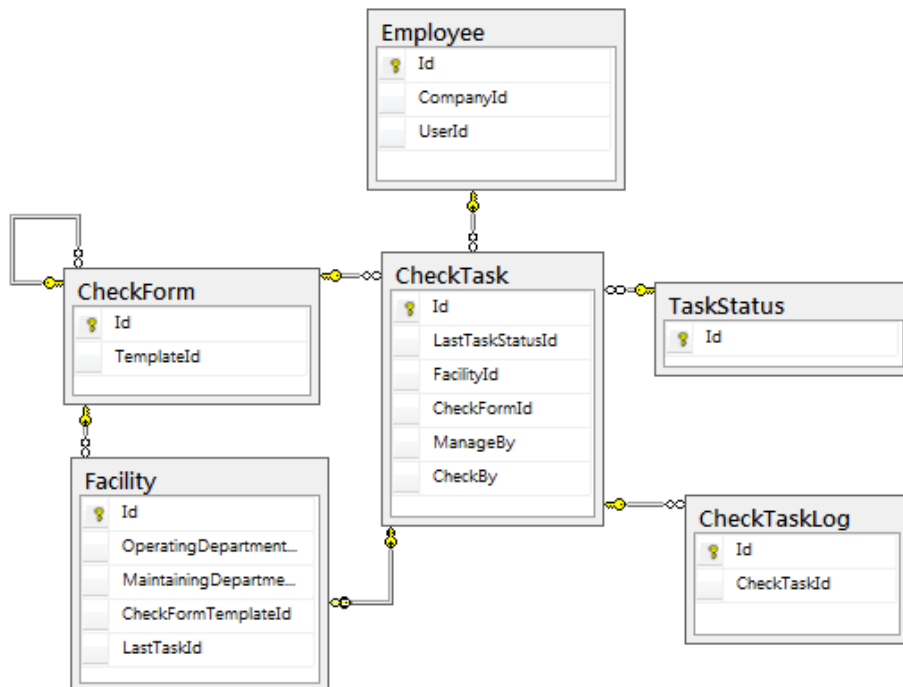 Employee
Id
CompanyId
UserId
CheckForm
Id
TemplateId
CheckTask
Id
LastTaskStatusId
FacilityId
CheckFormId
ManageBy
CheckBy
TaskStatus
Id
Facility
Id
OperatingDepartment...
MaintainingDepartme...
CheckFormTemplateId
LastTaskId
CheckTaskLog
Id
CheckTaskId